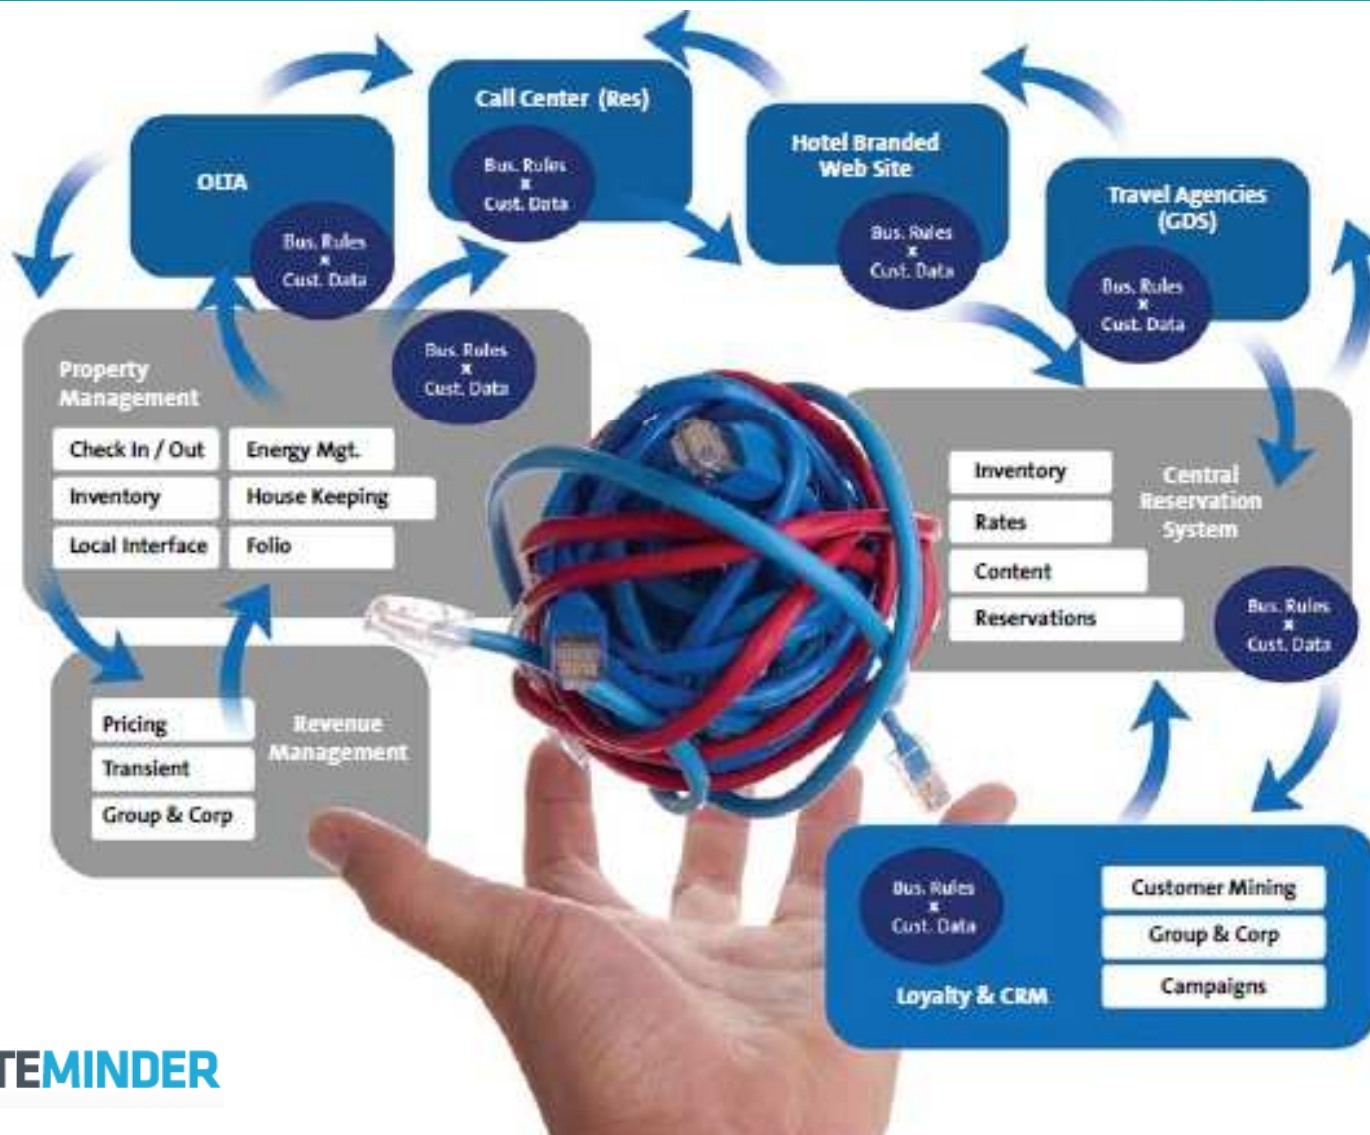 Call Center (Res)
Bus. Rules
x
Cust. Data
OLTA
Bus. Rules
x
Cust. Data
Hotel Branded
Web Site
Bus. Rules
x
Cust. Data
Travel Agencies
(GDS)
Bus. Rules
x
Cust. Data
Property
Management
Bus. Rules
x
Cust. Data
Check In / Out
Energy Mgt.
Inventory
House Keeping
Local Interface
Folio
Central
Reservation
System
Inventory
Rates
Content
Reservations
Bus. Rules
x
Cust. Data
Revenue
Management
Pricing
Transient
Group & Corp
Bus. Rules
x
Cust. Data
Loyalty & CRM
Customer Mining
Group & Corp
Campaigns
TEMINDER